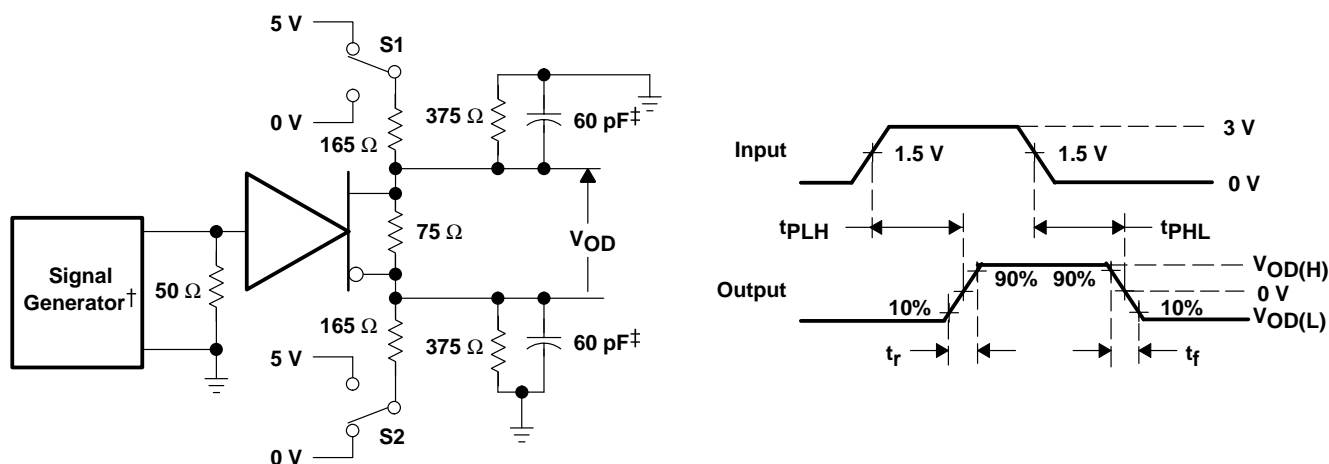 5 V
S1
0 V
165 Ω
375 Ω
60 pF‡
75 Ω
VOD
Signal
Generator†
50 Ω
165 Ω
375 Ω
60 pF‡
5 V
S2
0 V
Input
1.5 V
1.5 V
3 V
0 V
tPLH
tPHL
Output
10%
90%
90%
10%
VOD(H)
0 V
VOD(L)
tr
tf